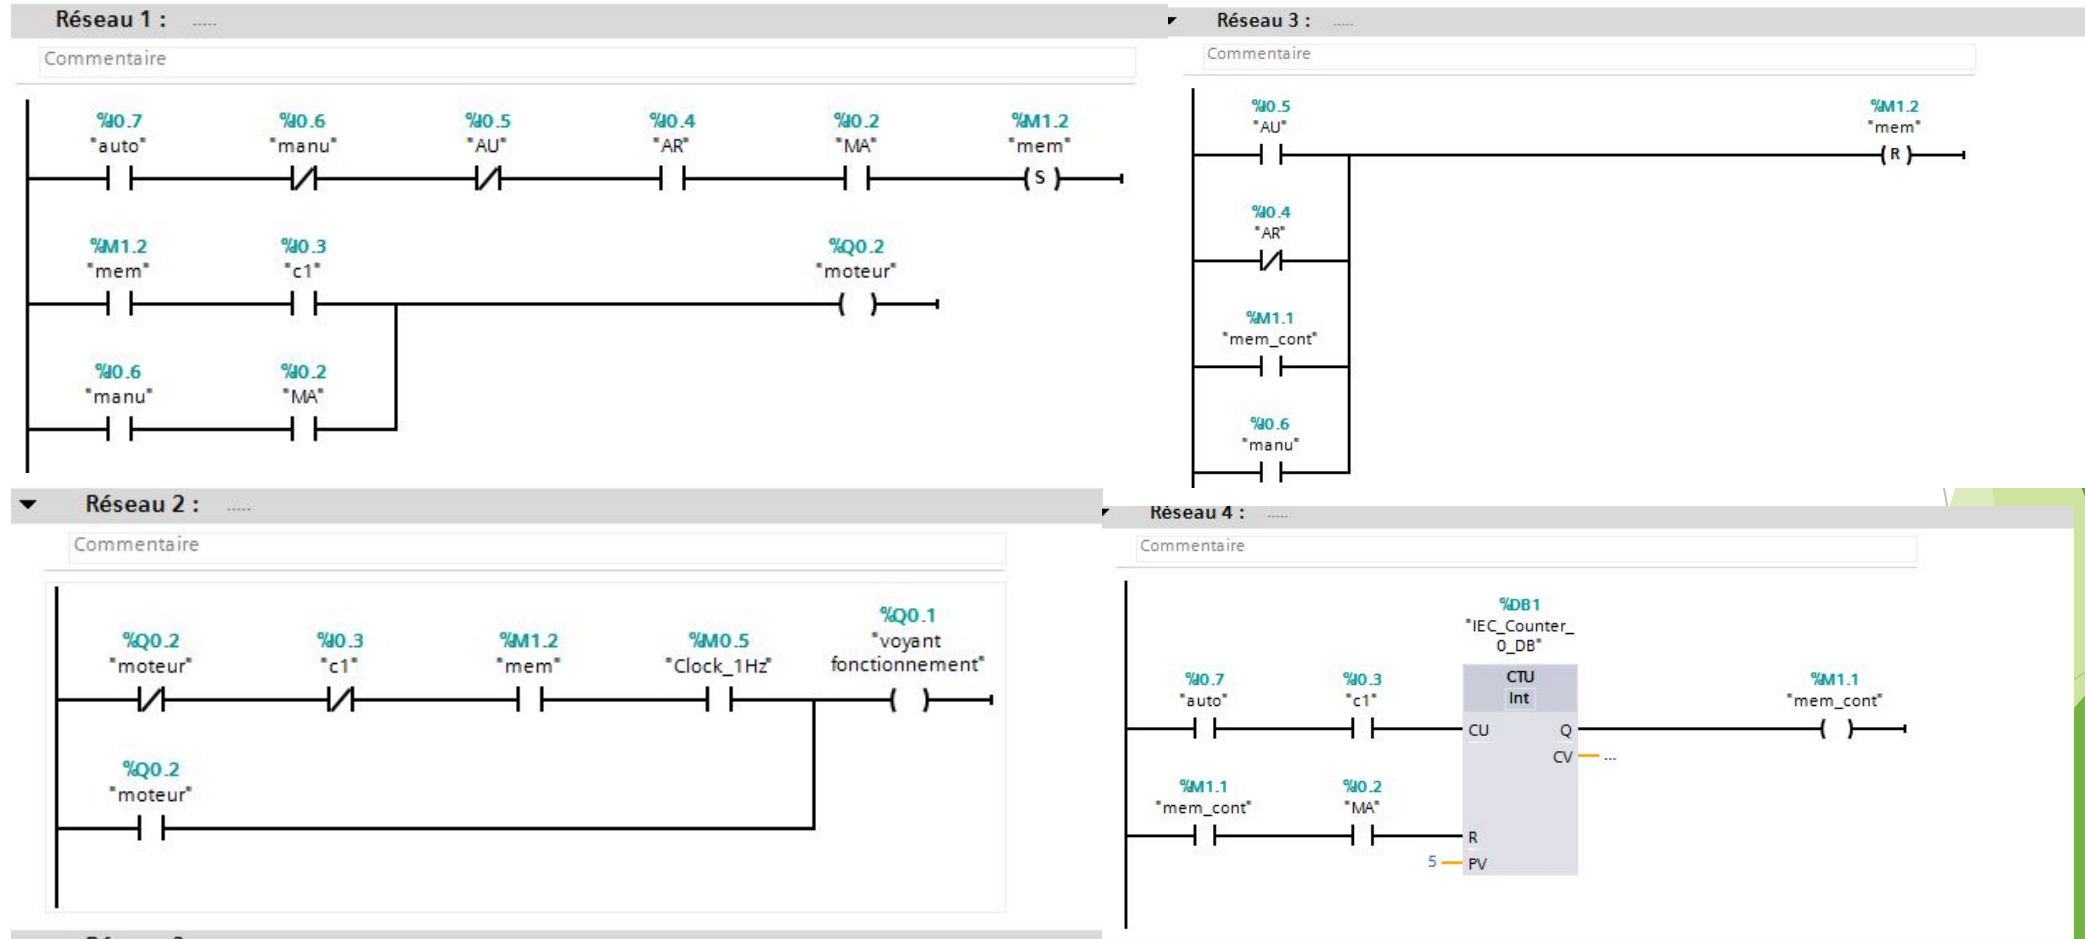 Réseau 1 : .....
Commentaire
%I0.7 %I0.6 %I0.5 %I0.4 %I0.2 %M1.2
"auto" "manu" "AU" "AR" "MA" "mem"
S
%M1.2 %I0.3 %Q0.2
"mem" "c1" "moteur"
%I0.6 %I0.2
"manu" "MA"
Réseau 3 : .....
Commentaire
%I0.5 %M1.2
"AU" "mem"
R
%I0.4
"AR"
%M1.1
"mem_cont"
%I0.6
"manu"
Réseau 2 : .....
Commentaire
%Q0.1
%Q0.2 %I0.3 %M1.2 %M0.5 "voyant
"moteur" "c1" "mem" "Clock_1Hz" fonctionnement"
%Q0.2
"moteur"
Réseau 4 : .....
Commentaire
%DB1
"IEC_Counter_
0_DB"
CTU
Int
%I0.7 %I0.3 %M1.1
"auto" "c1" "mem_cont"
CU Q
CV ...
%M1.1 %I0.2
"mem_cont" "MA"
R
5 PV